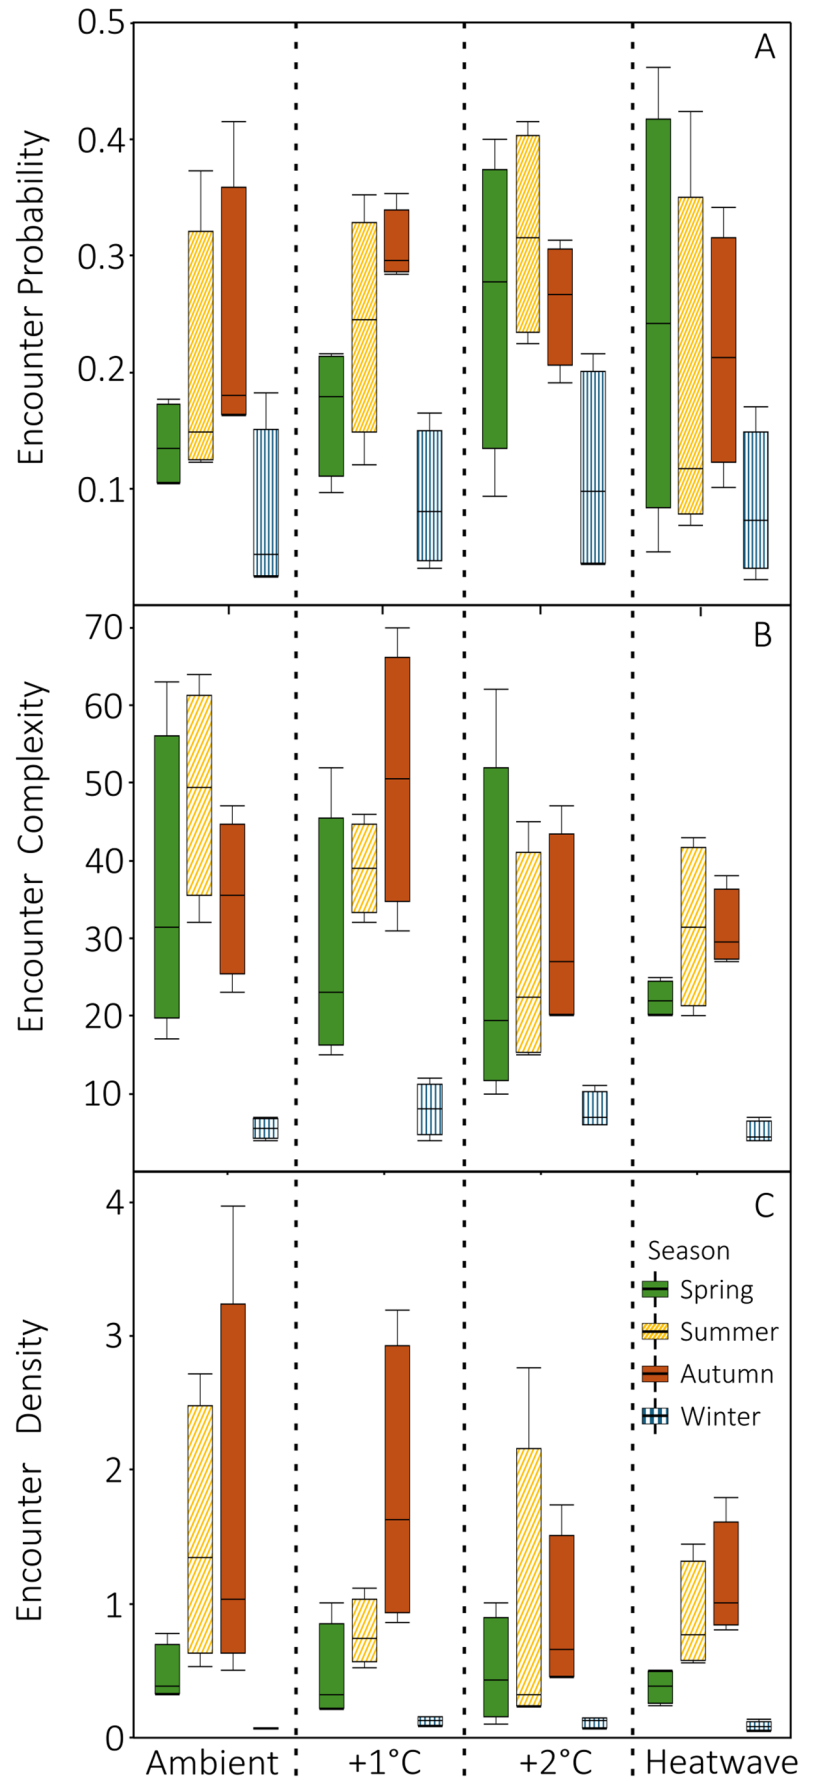 A
Encounter Probability
0.5
0.4
0.3
0.2
0.1
B
Encounter Complexity
70
60
50
40
30
20
10
C
Encounter Density
4
3
2
1
0
Season
Spring
Summer
Autumn
Winter
Ambient +1°C +2°C Heatwave